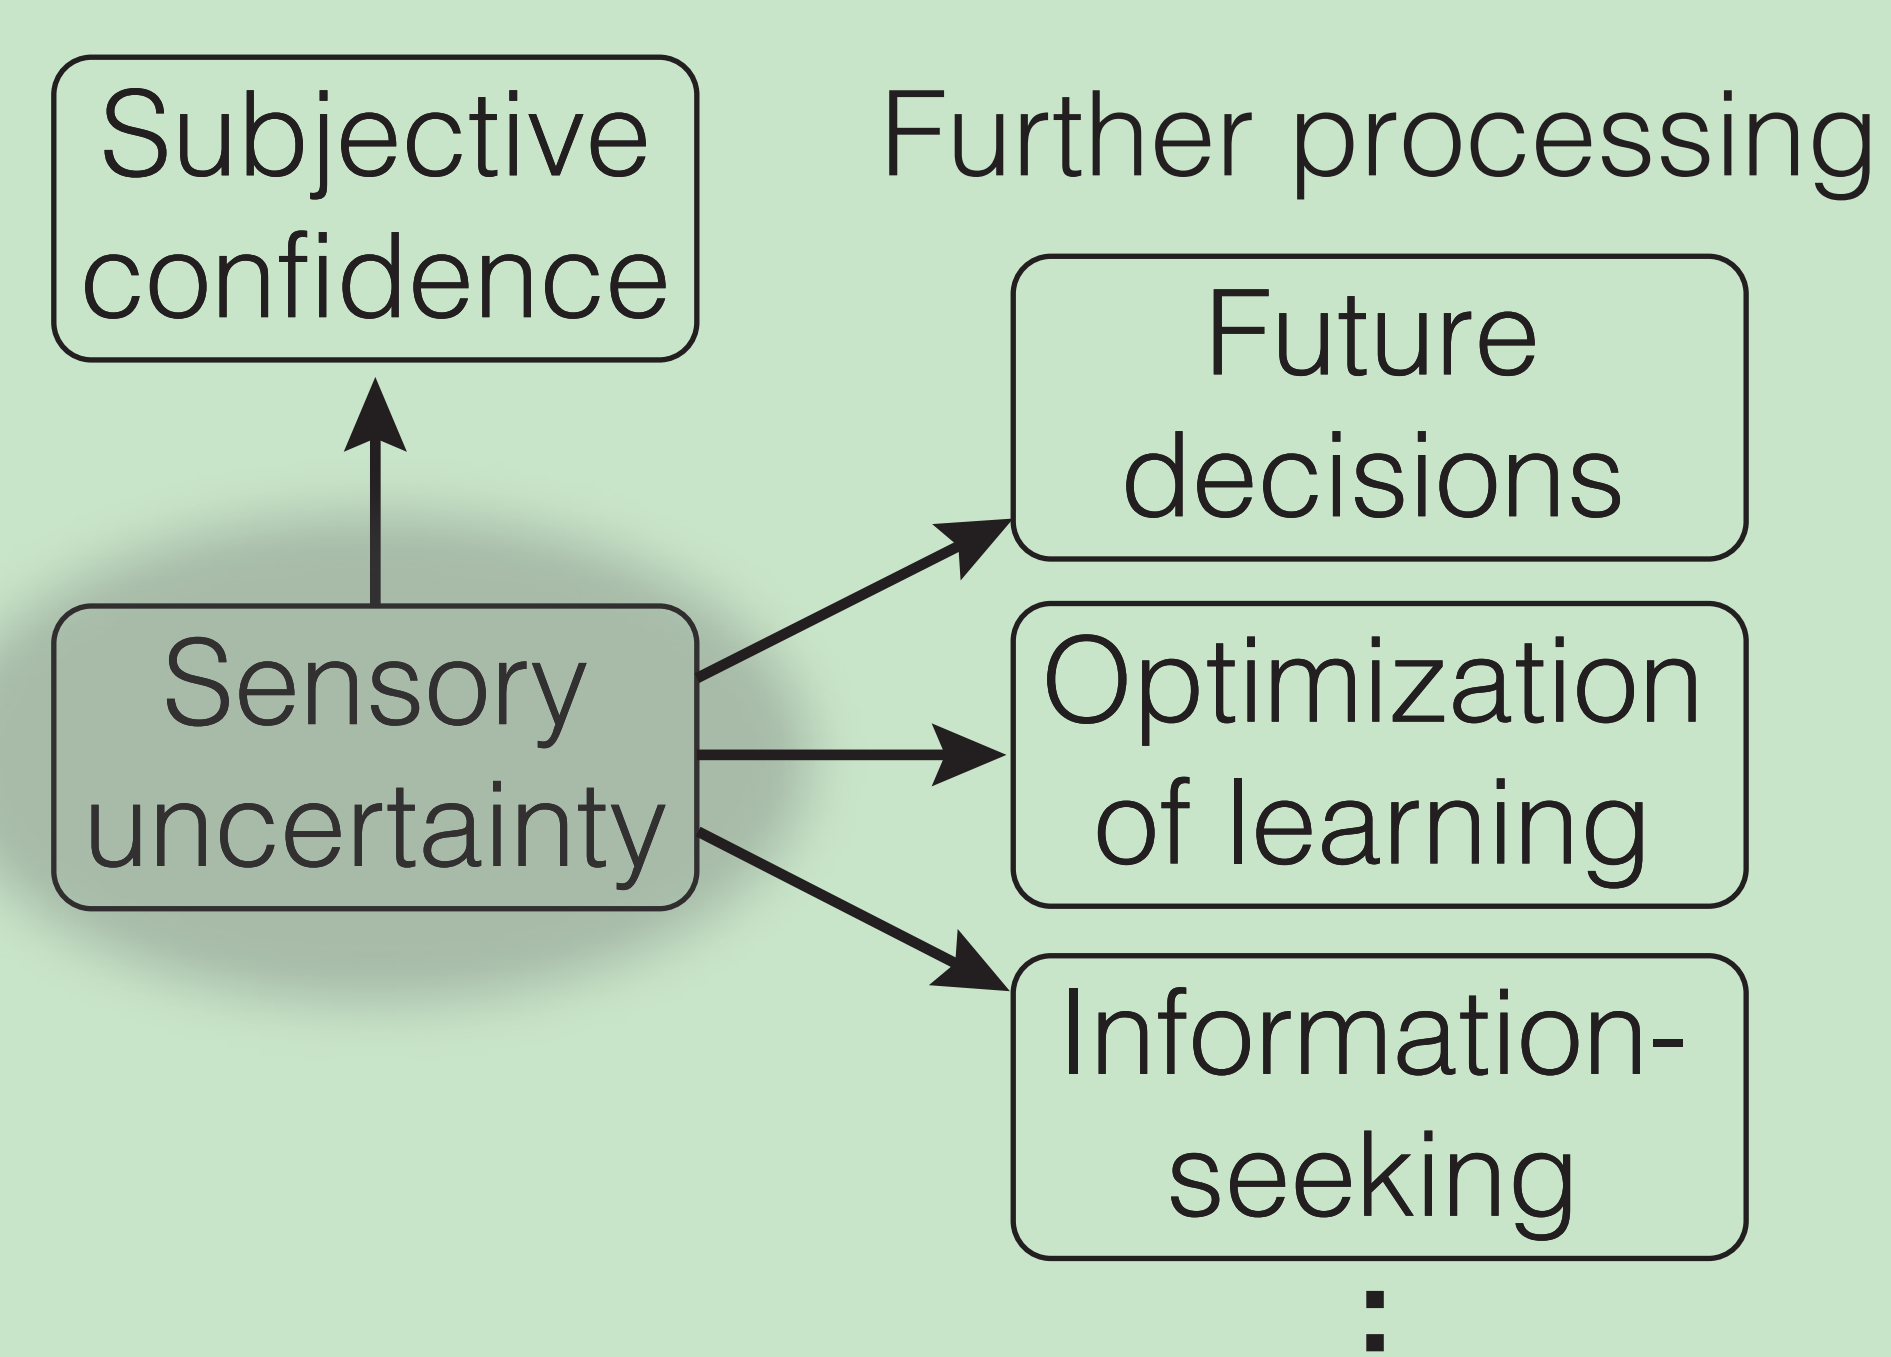 Subjective
confidence
Further processing
Future
decisions
Sensory
uncertainty
Optimization
of learning
Information-
seeking